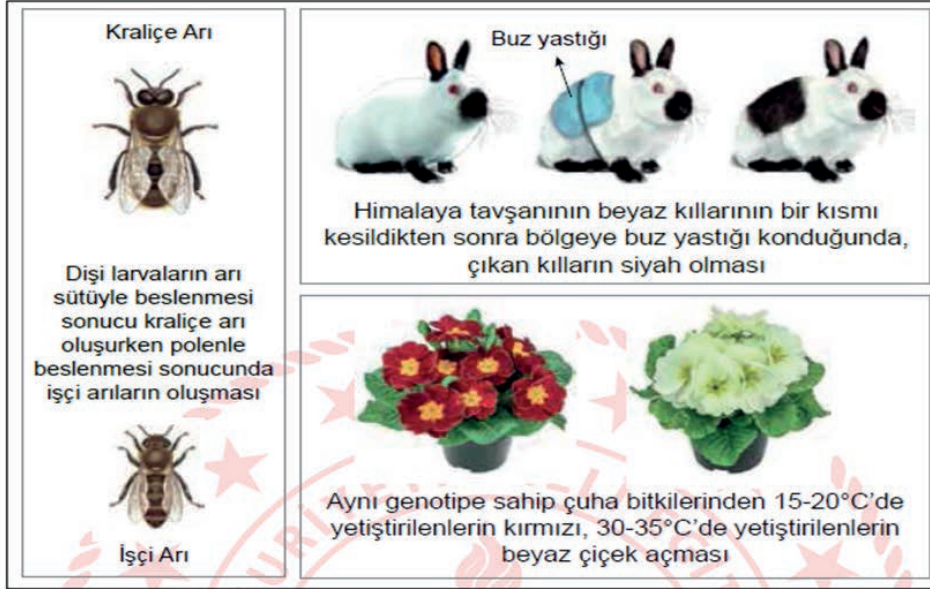 Kraliçe Arı
Dişi larvaların arı
sütüyle beslenmesi
sonucu kraliçe arı
oluşurken polenle
beslenmesi sonucunda
işçi arıların oluşması
İşçi Arı
Buz yastığı
Himalaya tavşanının beyaz kıllarının bir kısmı
kesildikten sonra bölgeye buz yastığı konduğunda,
çıkan kılların siyah olması
Aynı genotipe sahip çuha bitkilerinden 15-20°C'de
yetiştirilenlerin kırmızı, 30-35°C'de yetiştirilenlerin
beyaz çiçek açması